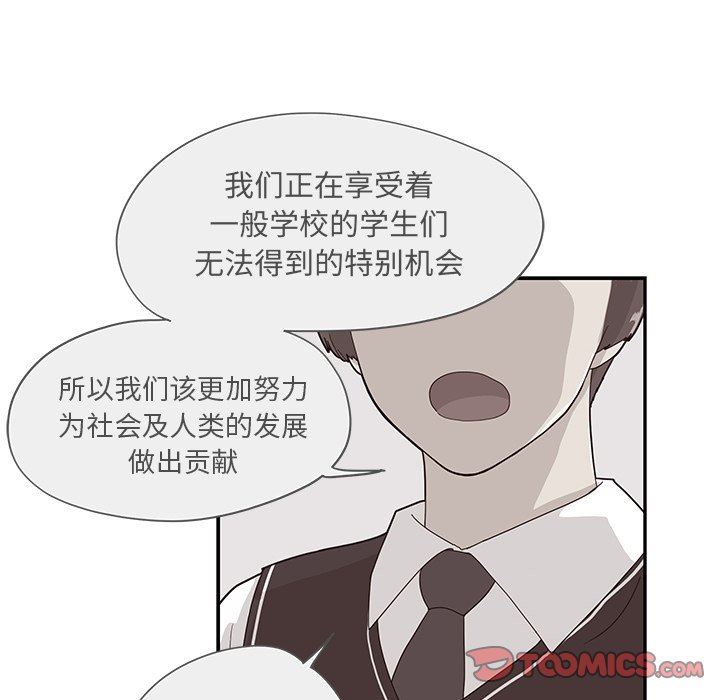 我们正在享受着
一般学校的学生们
无法得到的特别机会
所以我们该更加努力
为社会及人类的发展
做出贡献
TOOMICS.COM